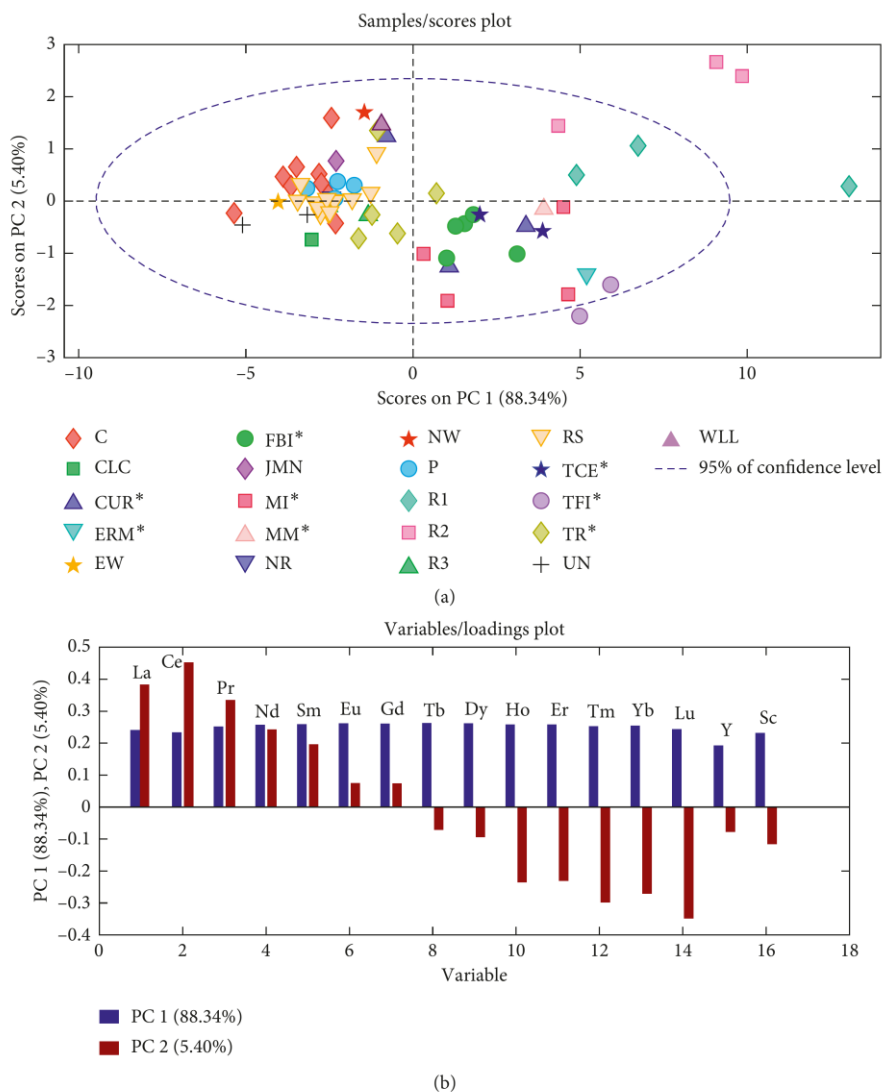 Samples/scores plot
3
2
1
0
−1
−2
−3
Scores on PC 2 (5.40%)
−10
−5
0
5
10
Scores on PC 1 (88.34%)
C
FBI*
NW
RS
WLL
CLC
JMN
P
TCE*
95% of confidence level
CUR*
MI*
R1
TFI*
ERM*
MM*
R2
TR*
EW
NR
R3
UN
(a)
Variables/loadings plot
0.5
0.4
0.3
0.2
0.1
0
−0.1
−0.2
−0.3
−0.4
PC 1 (88.34%), PC 2 (5.40%)
La
Ce
Pr
Nd
Sm
Eu
Gd
Tb
Dy
Ho
Er
Tm
Yb
Lu
Y
Sc
0
2
4
6
8
10
12
14
16
18
Variable
PC 1 (88.34%)
PC 2 (5.40%)
(b)